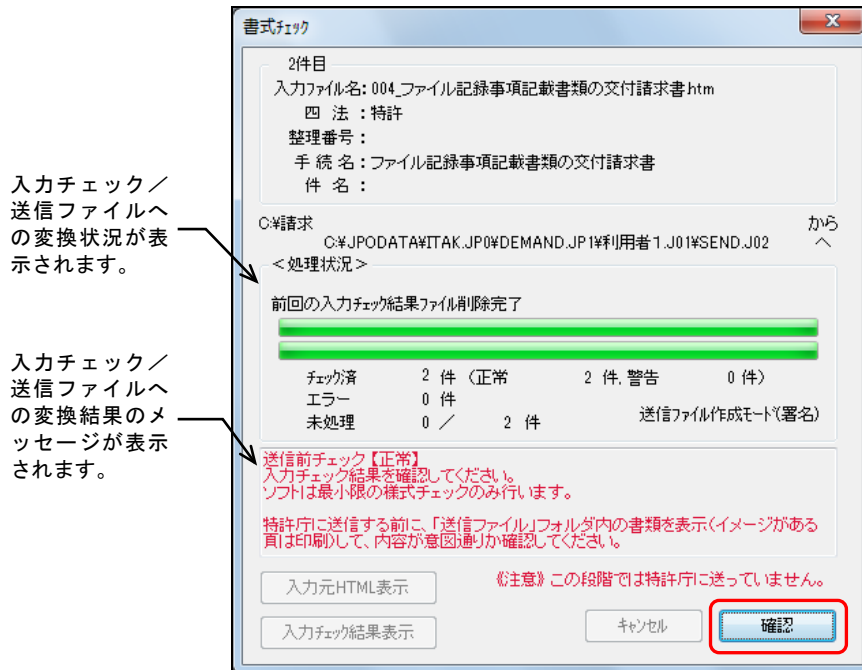 書式ﾁｪｯｸ
2件目
入力ﾌｧｲﾙ名：004_ファイル記録事項記載書類の交付請求書.htm
四 法 ：特許
整理番号：
手 続 名：ファイル記録事項記載書類の交付請求書
件 名 ：
C:¥請求 から
C:¥JPODATA¥ITAK.JP0¥DEMAND.JP1¥利用者1.J01¥SEND.J02 へ
＜処理状況＞
前回の入力ﾁｪｯｸ結果ﾌｧｲﾙ削除完了
ﾁｪｯｸ済 2 件 （正常 2 件, 警告 0 件）
エラー 0 件
未処理 0 ／ 2 件 送信ﾌｧｲﾙ作成ﾓｰﾄﾞ(署名)
送信前チェック【正常】
入力チェック結果を確認してください。
ソフトは最小限の様式チェックのみ行います。
特許庁に送信する前に、「送信ファイル」フォルダ内の書類を表示（イメージがある
頁は印刷）して、内容が意図通りか確認してください。
入力元HTML表示
《注意》この段階では特許庁に送っていません。
入力ﾁｪｯｸ結果表示
ｷｬﾝｾﾙ
確認
入力チェック／
送信ファイルへ
の変換状況が表
示されます。
入力チェック／
送信ファイルへ
の変換結果のメ
ッセージが表示
されます。